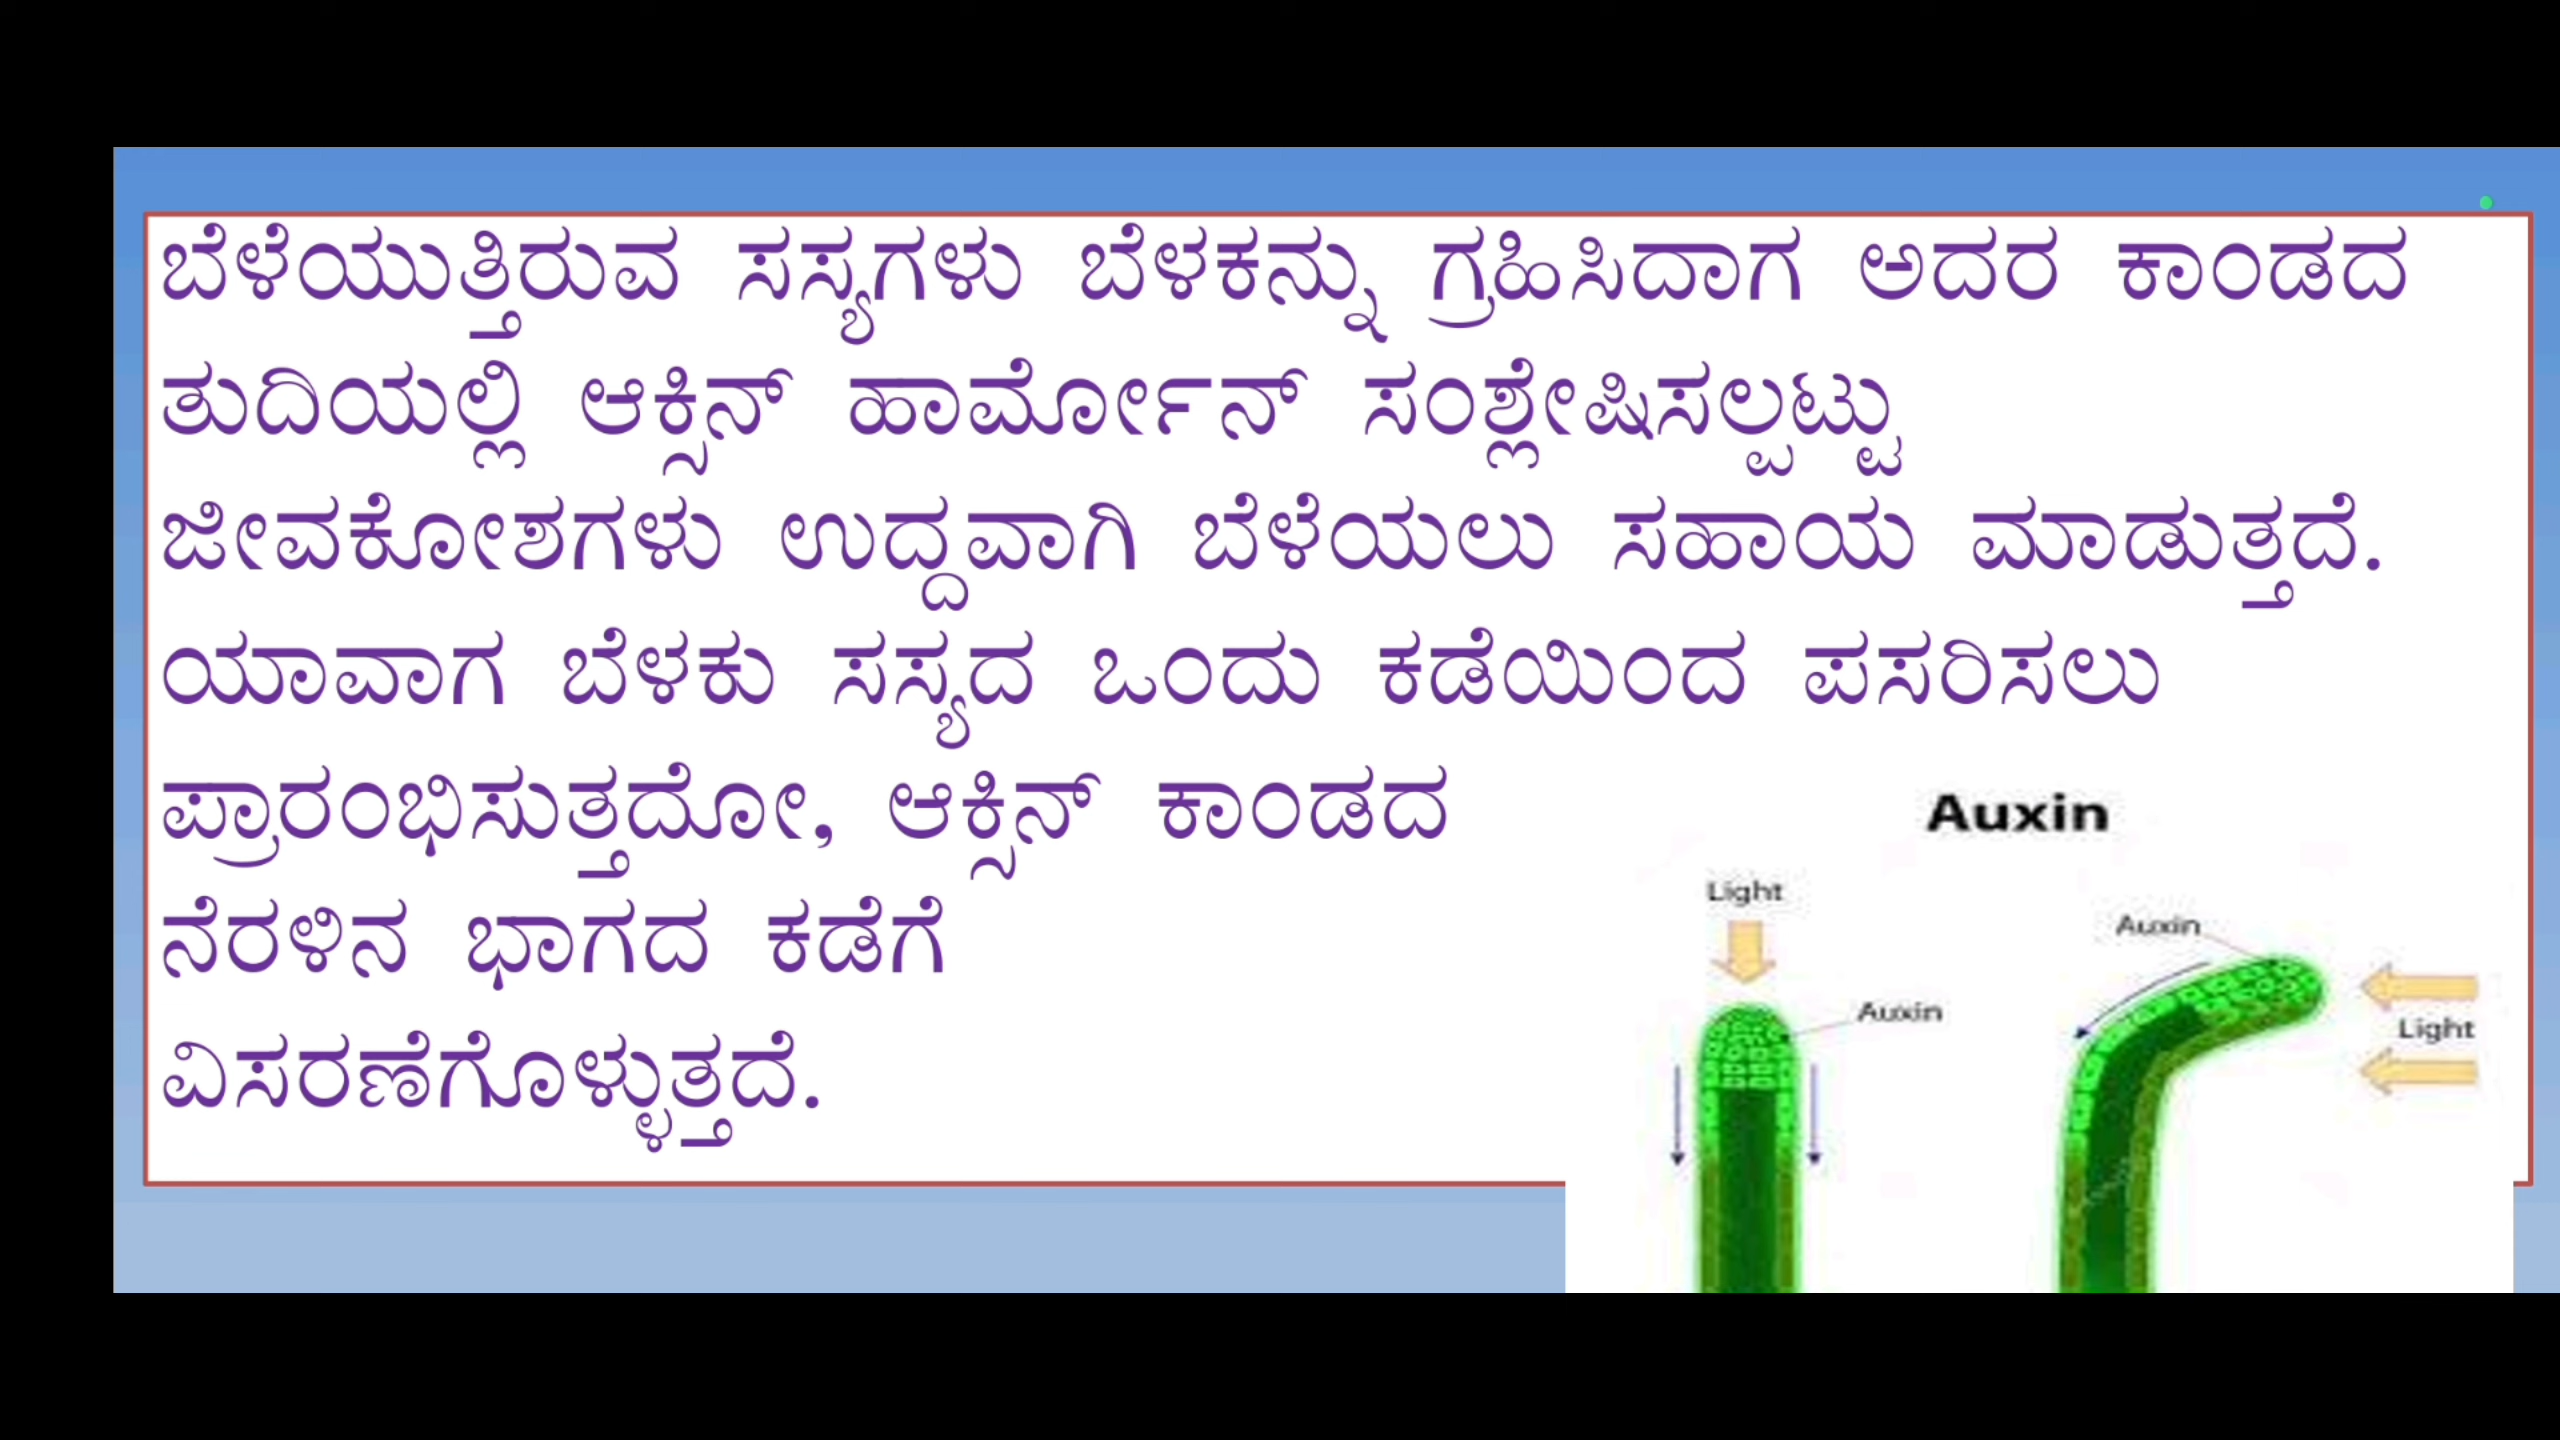 ಬೆಳೆಯುತ್ತಿರುವ ಸಸ್ಯಗಳು ಬೆಳಕನ್ನು ಗ್ರಹಿಸಿದಾಗ ಅದರ ಕಾಂಡದ
ತುದಿಯಲ್ಲಿ ಆಕ್ಸಿನ್ ಹಾರ್ಮೋನ್ ಸಂಶ್ಲೇಷಿಸಲ್ಪಟ್ಟು
ಜೀವಕೋಶಗಳು ಉದ್ದವಾಗಿ ಬೆಳೆಯಲು ಸಹಾಯ ಮಾಡುತ್ತದೆ.
ಯಾವಾಗ ಬೆಳಕು ಸಸ್ಯದ ಒಂದು ಕಡೆಯಿಂದ ಪಸರಿಸಲು
ಪ್ರಾರಂಭಿಸುತ್ತದೋ, ಆಕ್ಸಿನ್ ಕಾಂಡದ
ನೆರಳಿನ ಭಾಗದ ಕಡೆಗೆ
ವಿಸರಣೆಗೊಳ್ಳುತ್ತದೆ.
Auxin
Light
Auxin
Auxin
Light